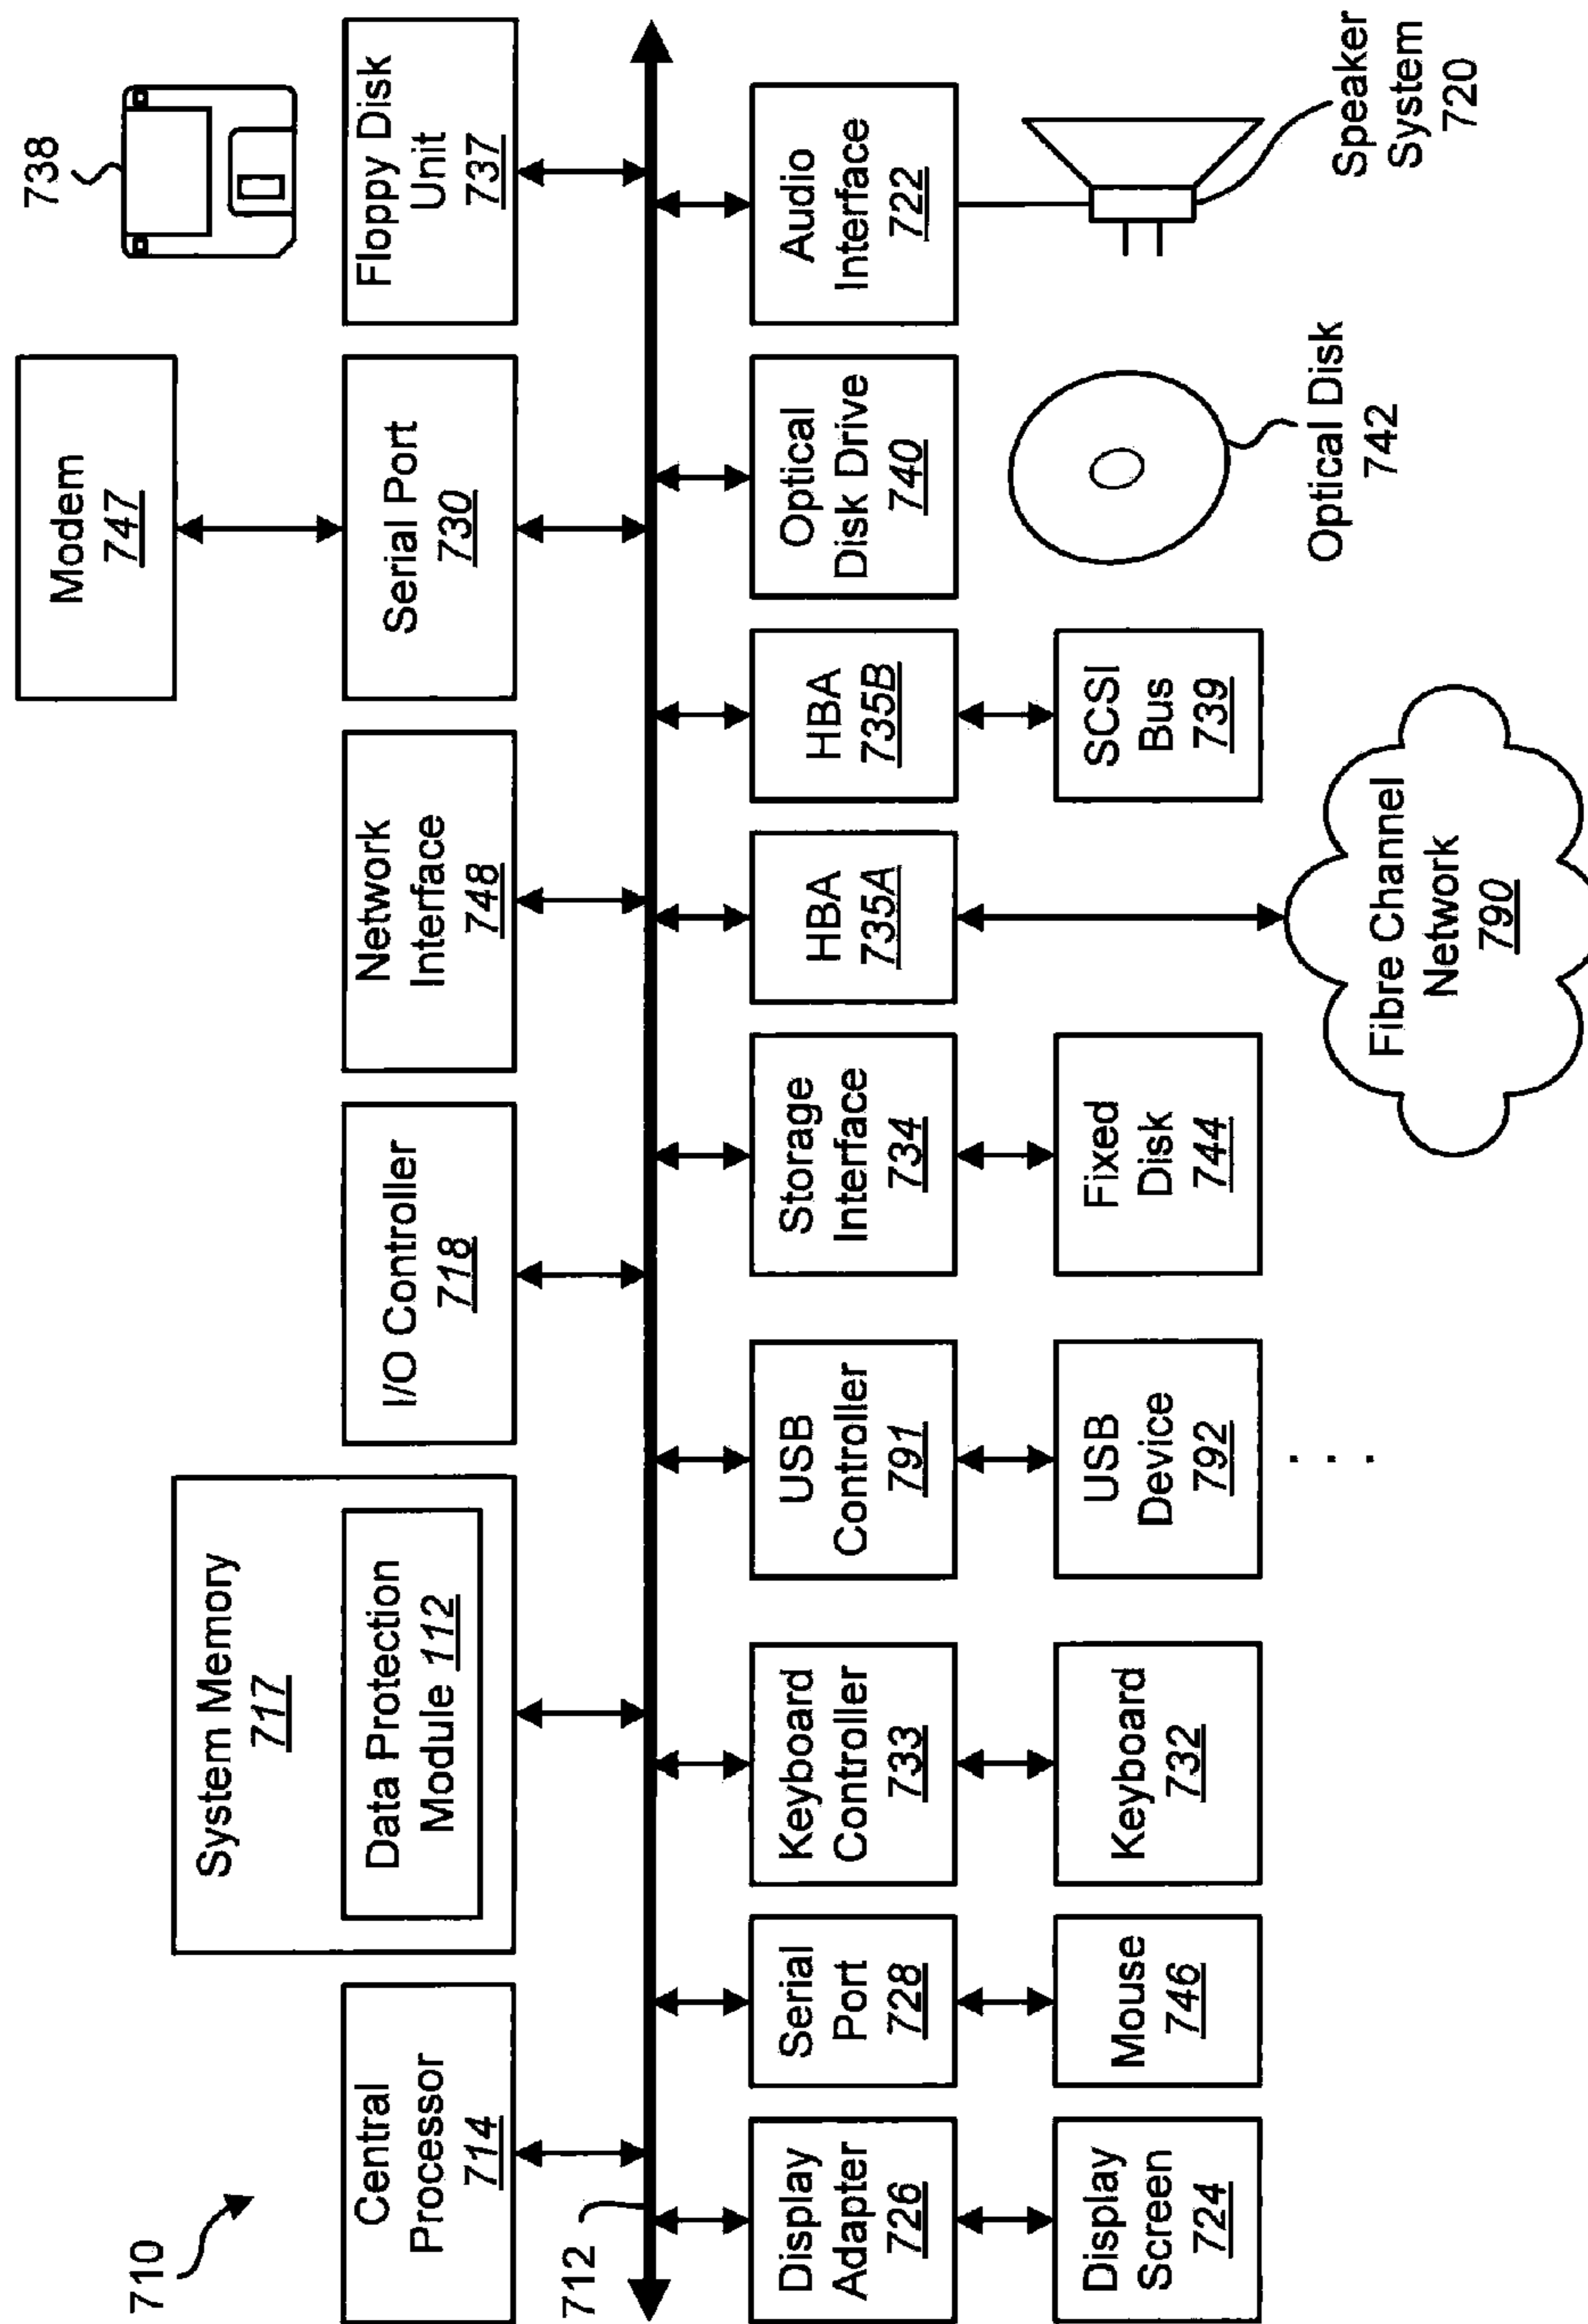 710
738
Modem
747
System Memory
717
Data Protection
Module 112
Central
Processor
714
I/O Controller
718
Network
Interface
748
Serial Port
730
Floppy Disk
Unit
737
712
Display
Adapter
726
Serial
Port
728
Keyboard
Controller
733
USB
Controller
791
Storage
Interface
734
HBA
735A
HBA
735B
Optical
Disk Drive
740
Audio
Interface
722
Display
Screen
724
Mouse
746
Keyboard
732
USB
Device
792
. . .
Fixed
Disk
744
Fibre Channel
Network
790
SCSI
Bus
739
Optical Disk
742
Speaker
System
720